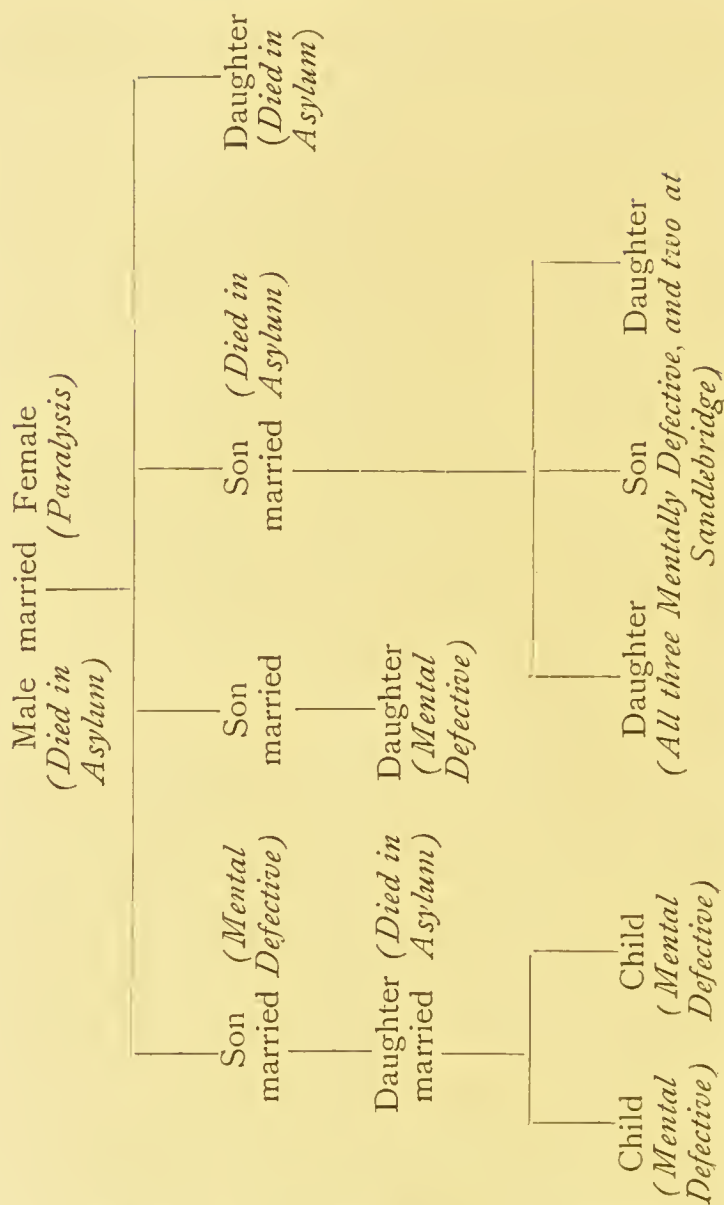 Male married Female
(Died in Asylum) (Paralysis)
Son married (Mental Defective)
Son married
Son married (Died in Asylum)
Daughter (Died in Asylum)
Daughter married (Died in Asylum)
Daughter (Mental Defective)
Child (Mental Defective)
Child (Mental Defective)
Daughter Son Daughter
(All three Mentally Defective, and two at
Sandlebridge)